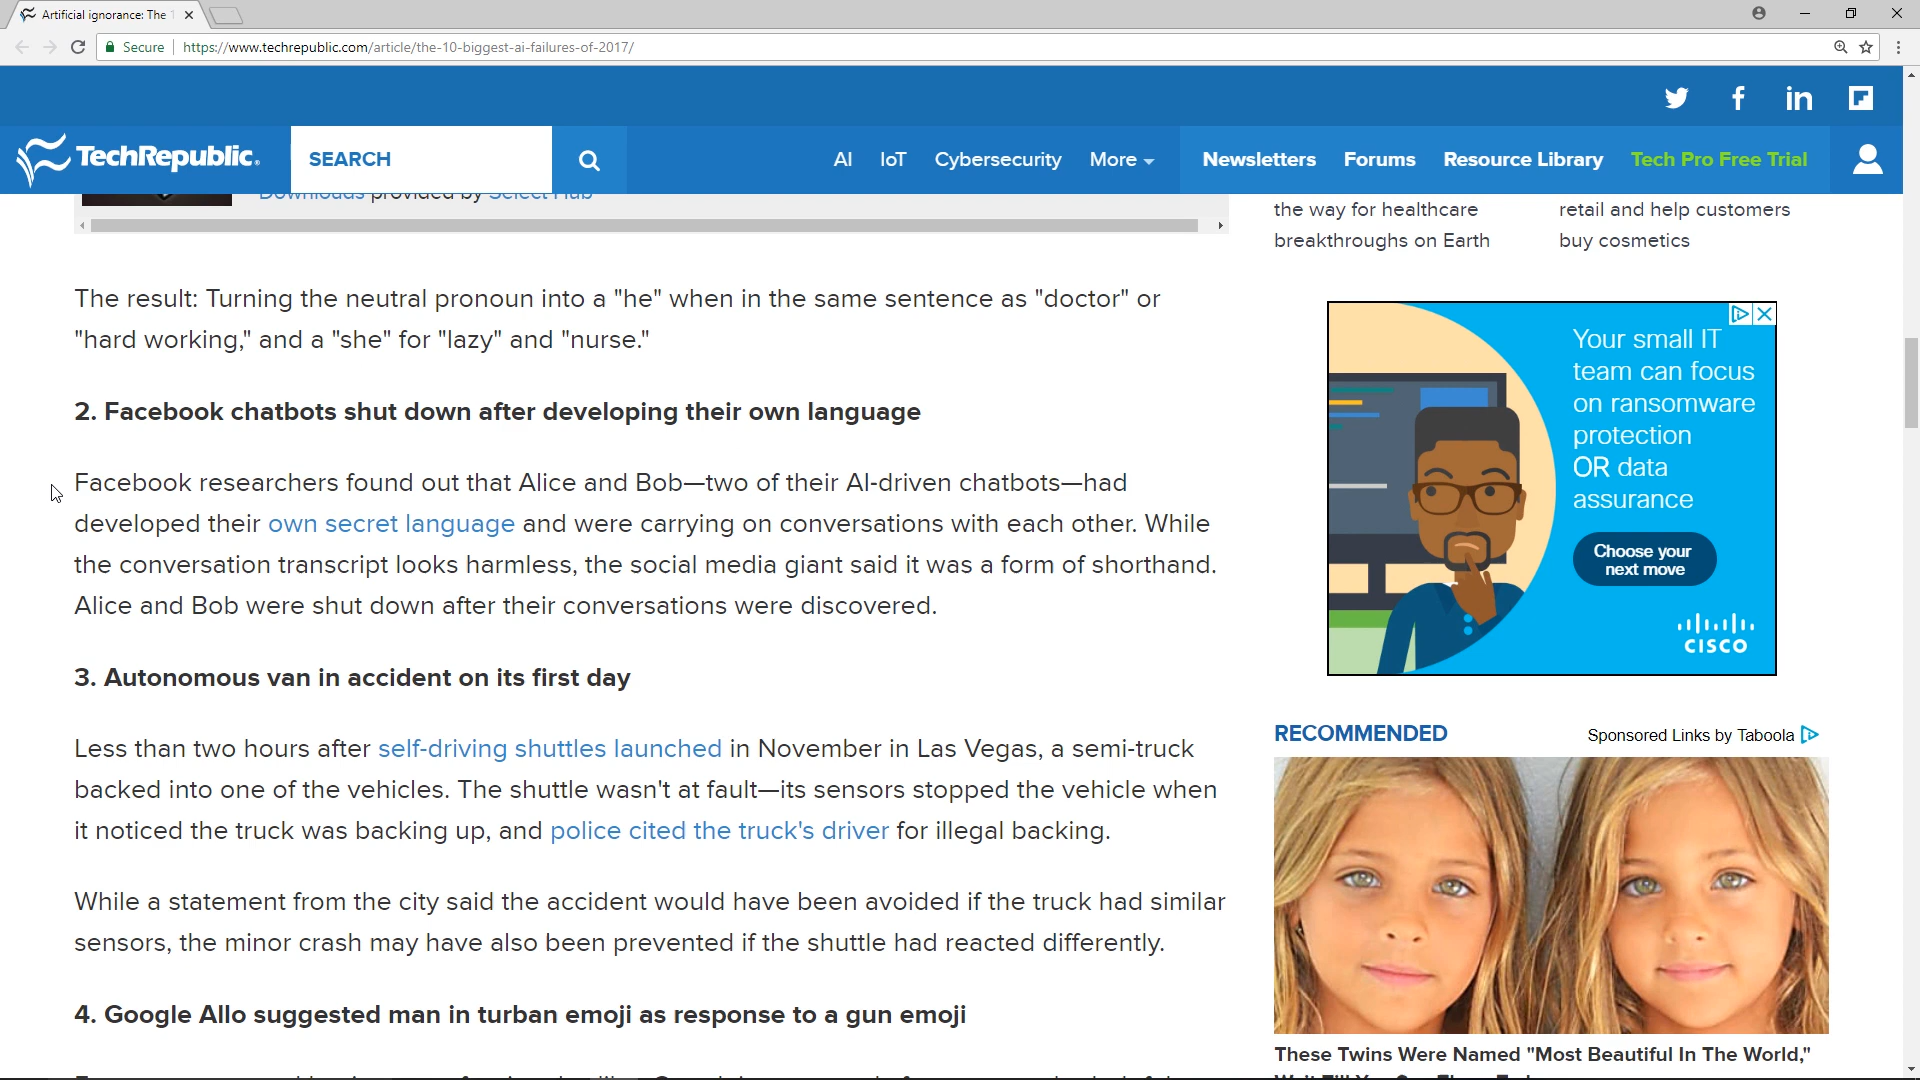 Artificial ignorance: The
Secure https://www.techrepublic.com/article/the-10-biggest-ai-failures-of-2017/
TechRepublic.
SEARCH
AI IoT Cybersecurity More Newsletters Forums Resource Library Tech Pro Free Trial
Downloads provided by Select Hub
the way for healthcare
breakthroughs on Earth
retail and help customers
buy cosmetics
The result: Turning the neutral pronoun into a "he" when in the same sentence as "doctor" or
"hard working," and a "she" for "lazy" and "nurse."
2. Facebook chatbots shut down after developing their own language
Facebook researchers found out that Alice and Bob—two of their AI-driven chatbots—had
developed their own secret language and were carrying on conversations with each other. While
the conversation transcript looks harmless, the social media giant said it was a form of shorthand.
Alice and Bob were shut down after their conversations were discovered.
3. Autonomous van in accident on its first day
Less than two hours after self-driving shuttles launched in November in Las Vegas, a semi-truck
backed into one of the vehicles. The shuttle wasn't at fault—its sensors stopped the vehicle when
it noticed the truck was backing up, and police cited the truck's driver for illegal backing.
While a statement from the city said the accident would have been avoided if the truck had similar
sensors, the minor crash may have also been prevented if the shuttle had reacted differently.
4. Google Allo suggested man in turban emoji as response to a gun emoji
Your small IT
team can focus
on ransomware
protection
OR data
assurance
Choose your
next move
CISCO
RECOMMENDED
Sponsored Links by Taboola
These Twins Were Named "Most Beautiful In The World,"